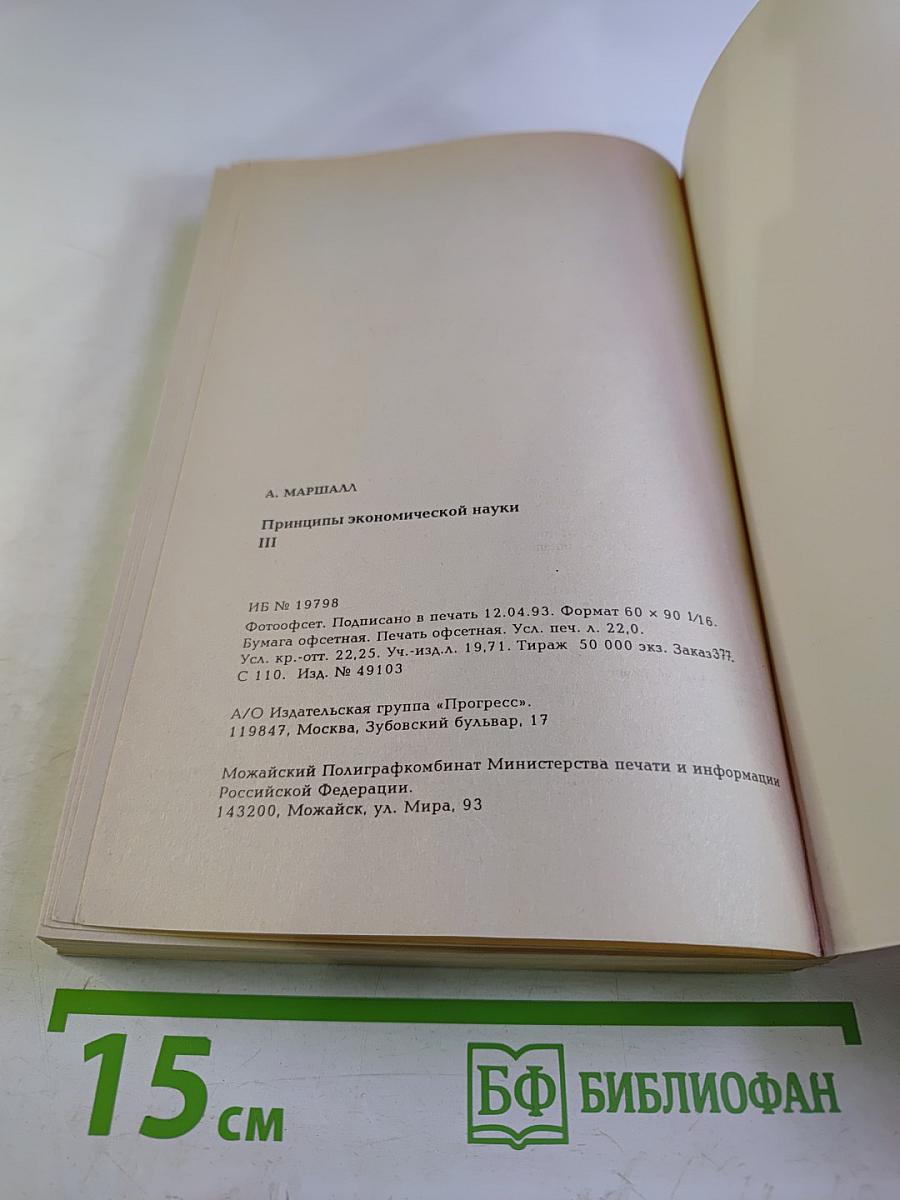 А. МАРШАЛЛ
Принципы экономической науки
III
ИБ № 19798
Фотоофсет. Подписано в печать 12.04.93. Формат 60 × 90 1/16.
Бумага офсетная. Печать офсетная. Усл. печ. л. 22,0.
Усл. кр.-отт. 22,25. Уч.-изд.л. 19,71. Тираж 50 000 экз. Заказ377.
С 110. Изд. № 49103
А/О Издательская группа «Прогресс».
119847, Москва, Зубовский бульвар, 17
Можайский Полиграфкомбинат Министерства печати и информации
Российской Федерации.
143200, Можайск, ул. Мира, 93
15 см
БФ БИБЛИОФАН